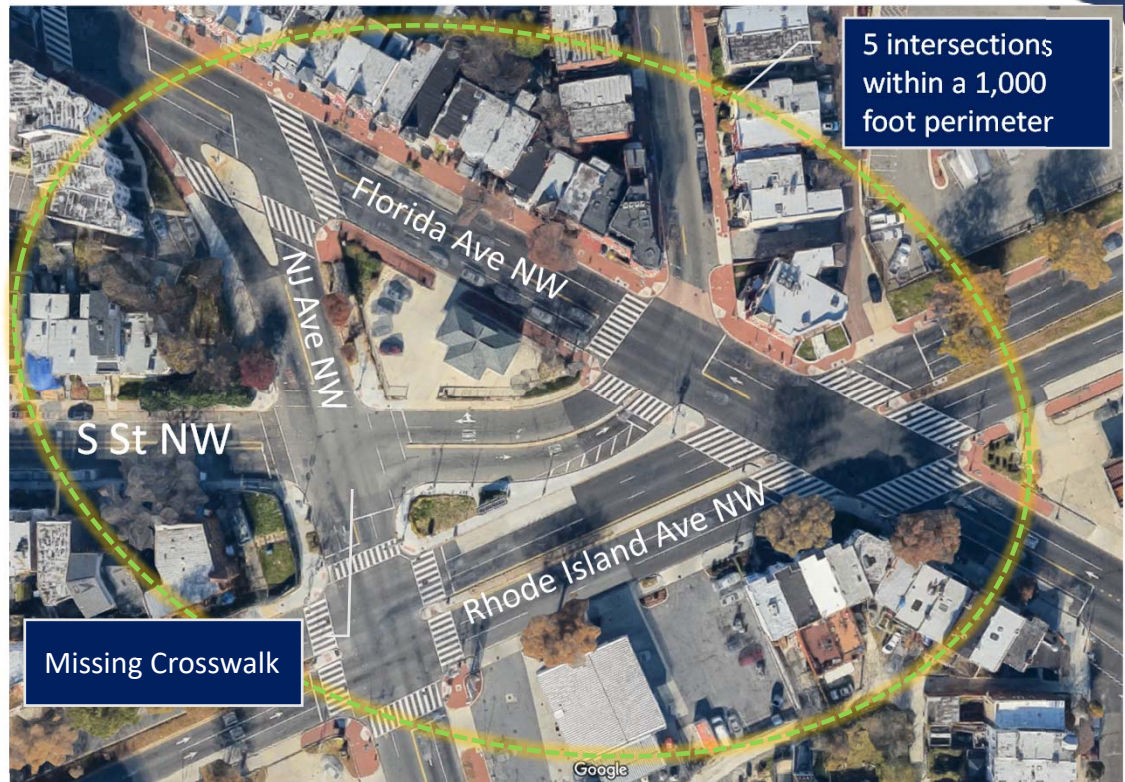 5 intersections
within a 1,000
foot perimeter
Florida Ave NW
NJ Ave NW
S St NW
Rhode Island Ave NW
Missing Crosswalk
Google